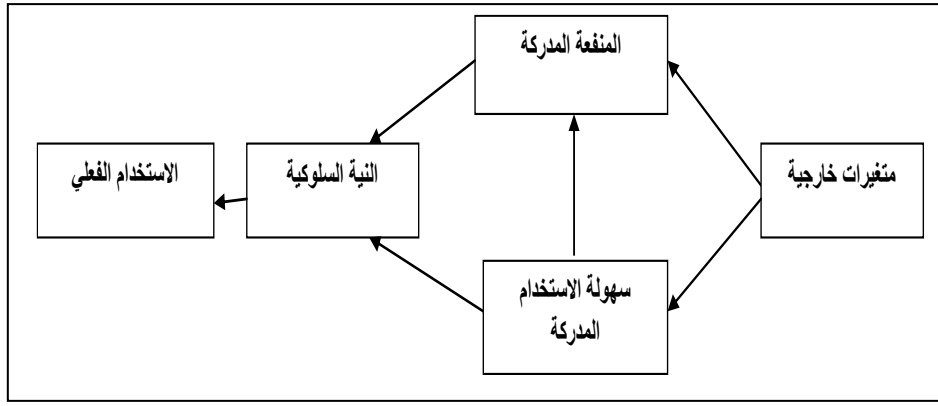 المنفعة المدركة
متغيرات خارجية
النية السلوكية
الاستخدام الفعلي
سهولة الاستخدام
المدركة